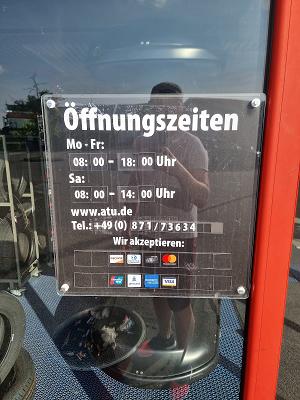 Öffnungszeiten
Mo - Fr:
08: 00 - 18: 00 Uhr
Sa:
08: 00 - 14: 00 Uhr
www.atu.de
Tel.: +49 (0) 871/73634
Wir akzeptieren:
VISA